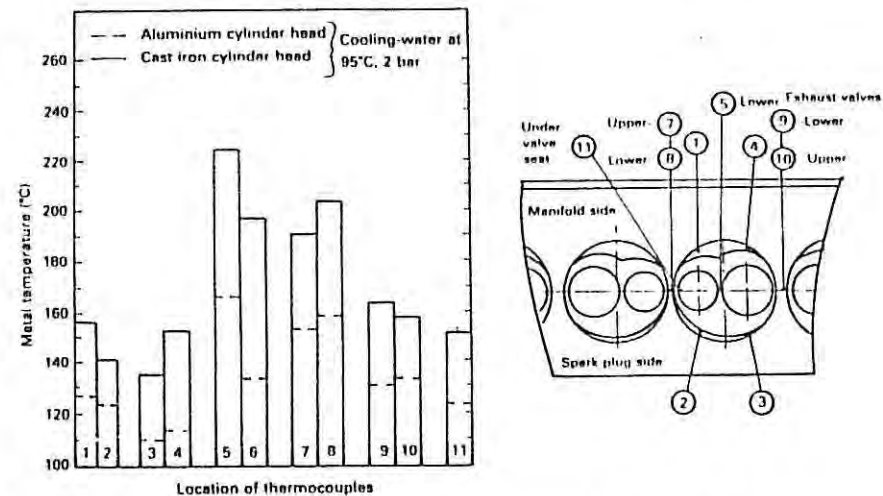 260
240
220
200
180
160
140
120
100
Metal temperature (°C)
Aluminium cylinder head
Cast iron cylinder head
Cooling-water at
95°C, 2 bar
1 2 3 4 5 6 7 8 9 10 11
Location of thermocouples
5 Lower Exhaust valves
Under
valve
seat
11
Upper 7
1
4
9 Lower
Lower 8
10 Upper
Manifold side
Spark plug side
2
3